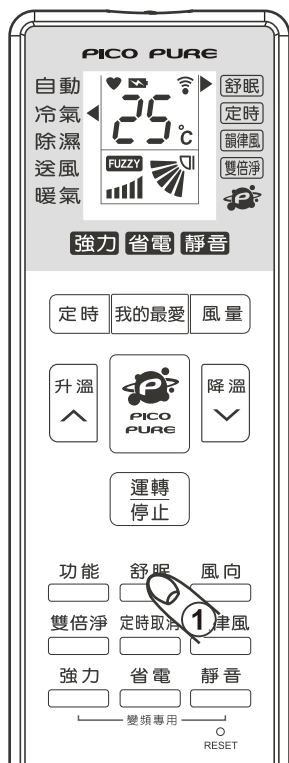 PICO PURE
自動 舒眠
冷氣 25°C 定時
除濕 韻律風
送風 FUZZY 雙倍淨
暖氣
強力 省電 靜音
定時 我的最愛 風量
升溫 降溫
PICO
PURE
運轉
停止
功能 舒眠 風向
雙倍淨 定時取消 律風
1
強力 省電 靜音
變頻專用
RESET